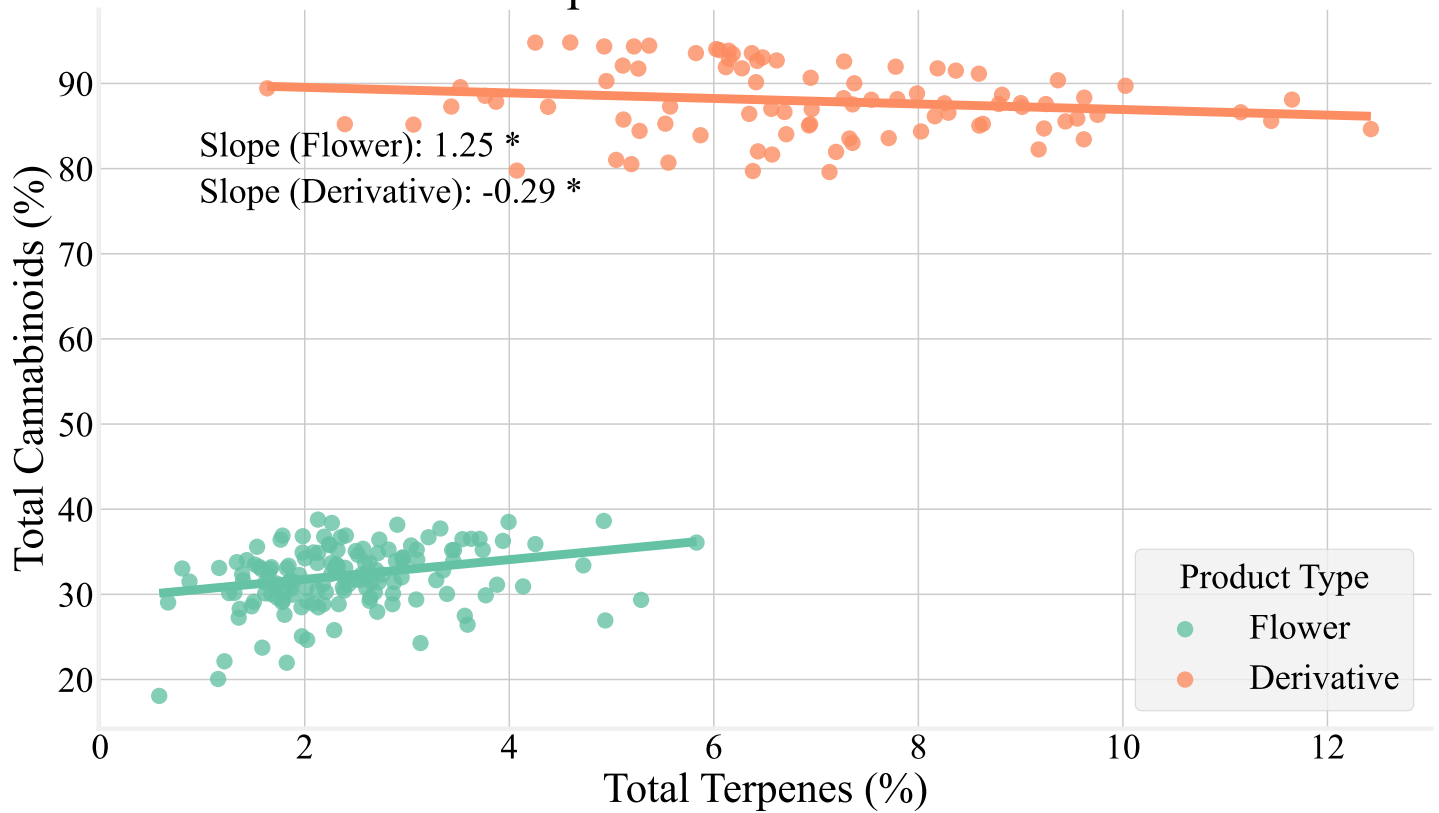 90
80
70
60
50
40
30
20
Total Cannabinoids (%)
Slope (Flower): 1.25 *
Slope (Derivative): -0.29 *
Product Type
Flower
Derivative
0 2 4 6 8 10 12
Total Terpenes (%)